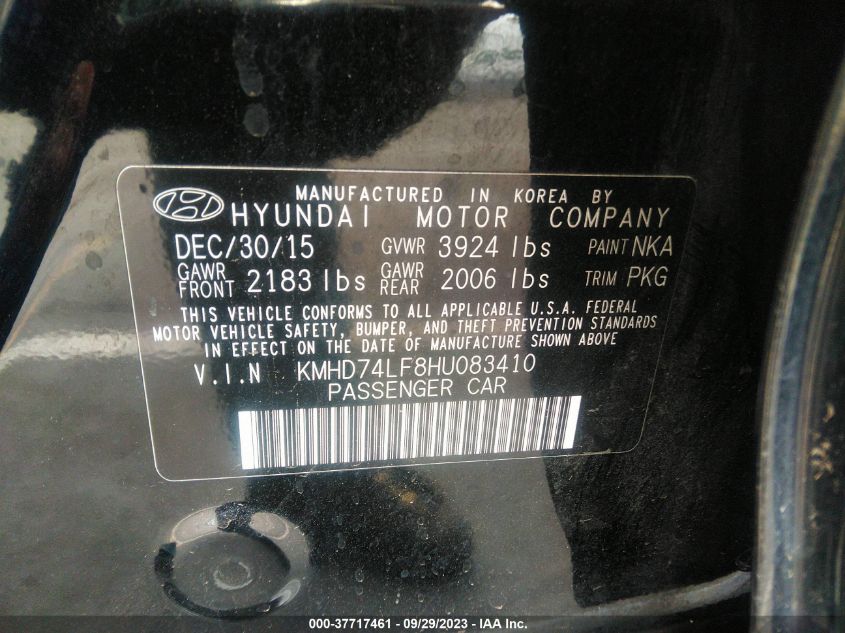 MANUFACTURED IN KOREA BY
HYUNDAI MOTOR COMPANY
DEC/30/15 GVWR 3924 lbs PAINT NKA
GAWR FRONT 2183 lbs GAWR REAR 2006 lbs TRIM PKG
THIS VEHICLE CONFORMS TO ALL APPLICABLE U.S.A. FEDERAL
MOTOR VEHICLE SAFETY, BUMPER, AND THEFT PREVENTION STANDARDS
IN EFFECT ON THE DATE OF MANUFACTURE SHOWN ABOVE.
V.I.N KMHD74LF8HU083410
PASSENGER CAR
000-37717461 - 09/29/2023 - IAA Inc.